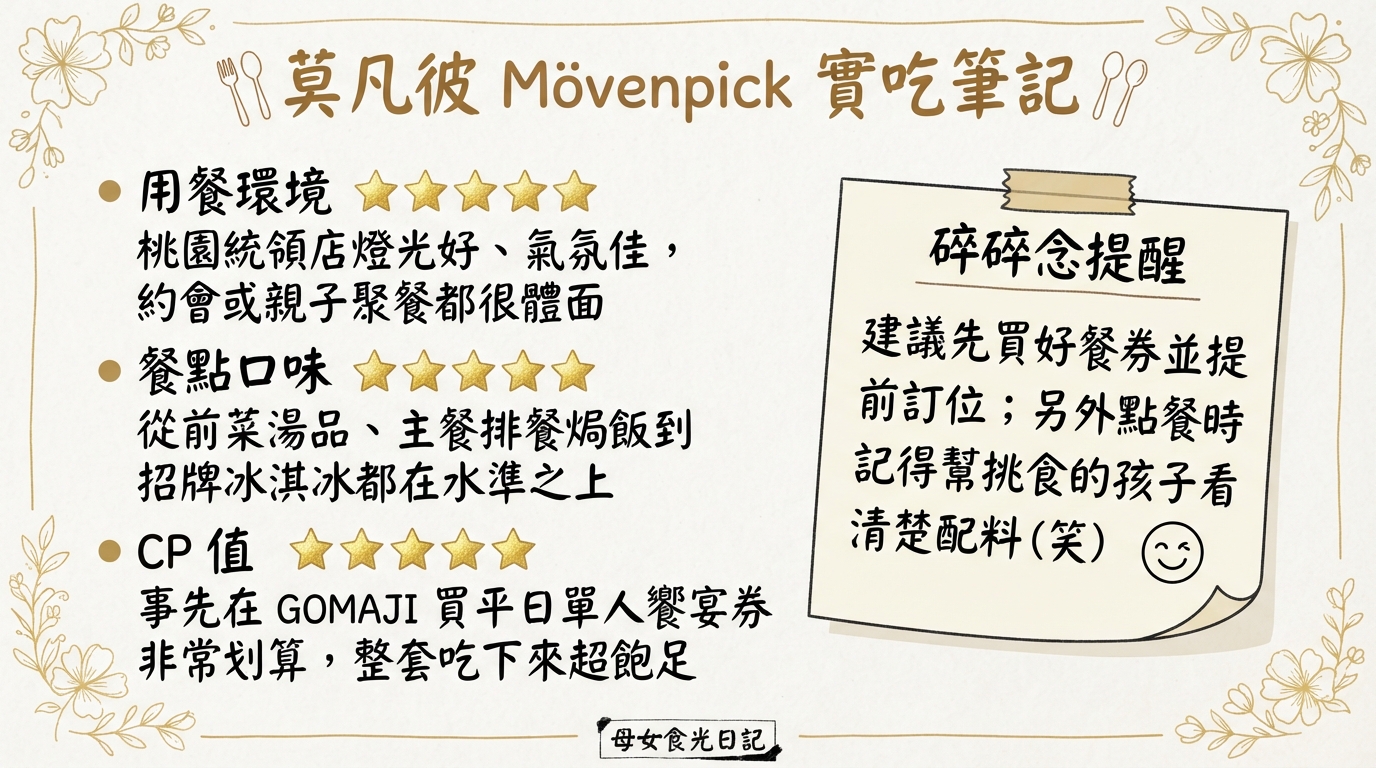 莫凡彼 Mövenpick 實吃筆記
用餐環境
桃園統領店燈光好、氣氛佳，
約會或親子聚餐都很體面
餐點口味
從前菜湯品、主餐排餐焗飯到
招牌冰淇冰都在水準之上
CP 值
事先在 GOMAJI 買平日單人饗宴券
非常划算，整套吃下來超飽足
碎碎念提醒
建議先買好餐券並提
前訂位；另外點餐時
記得幫挑食的孩子看
清楚配料(笑)
母女食光日記